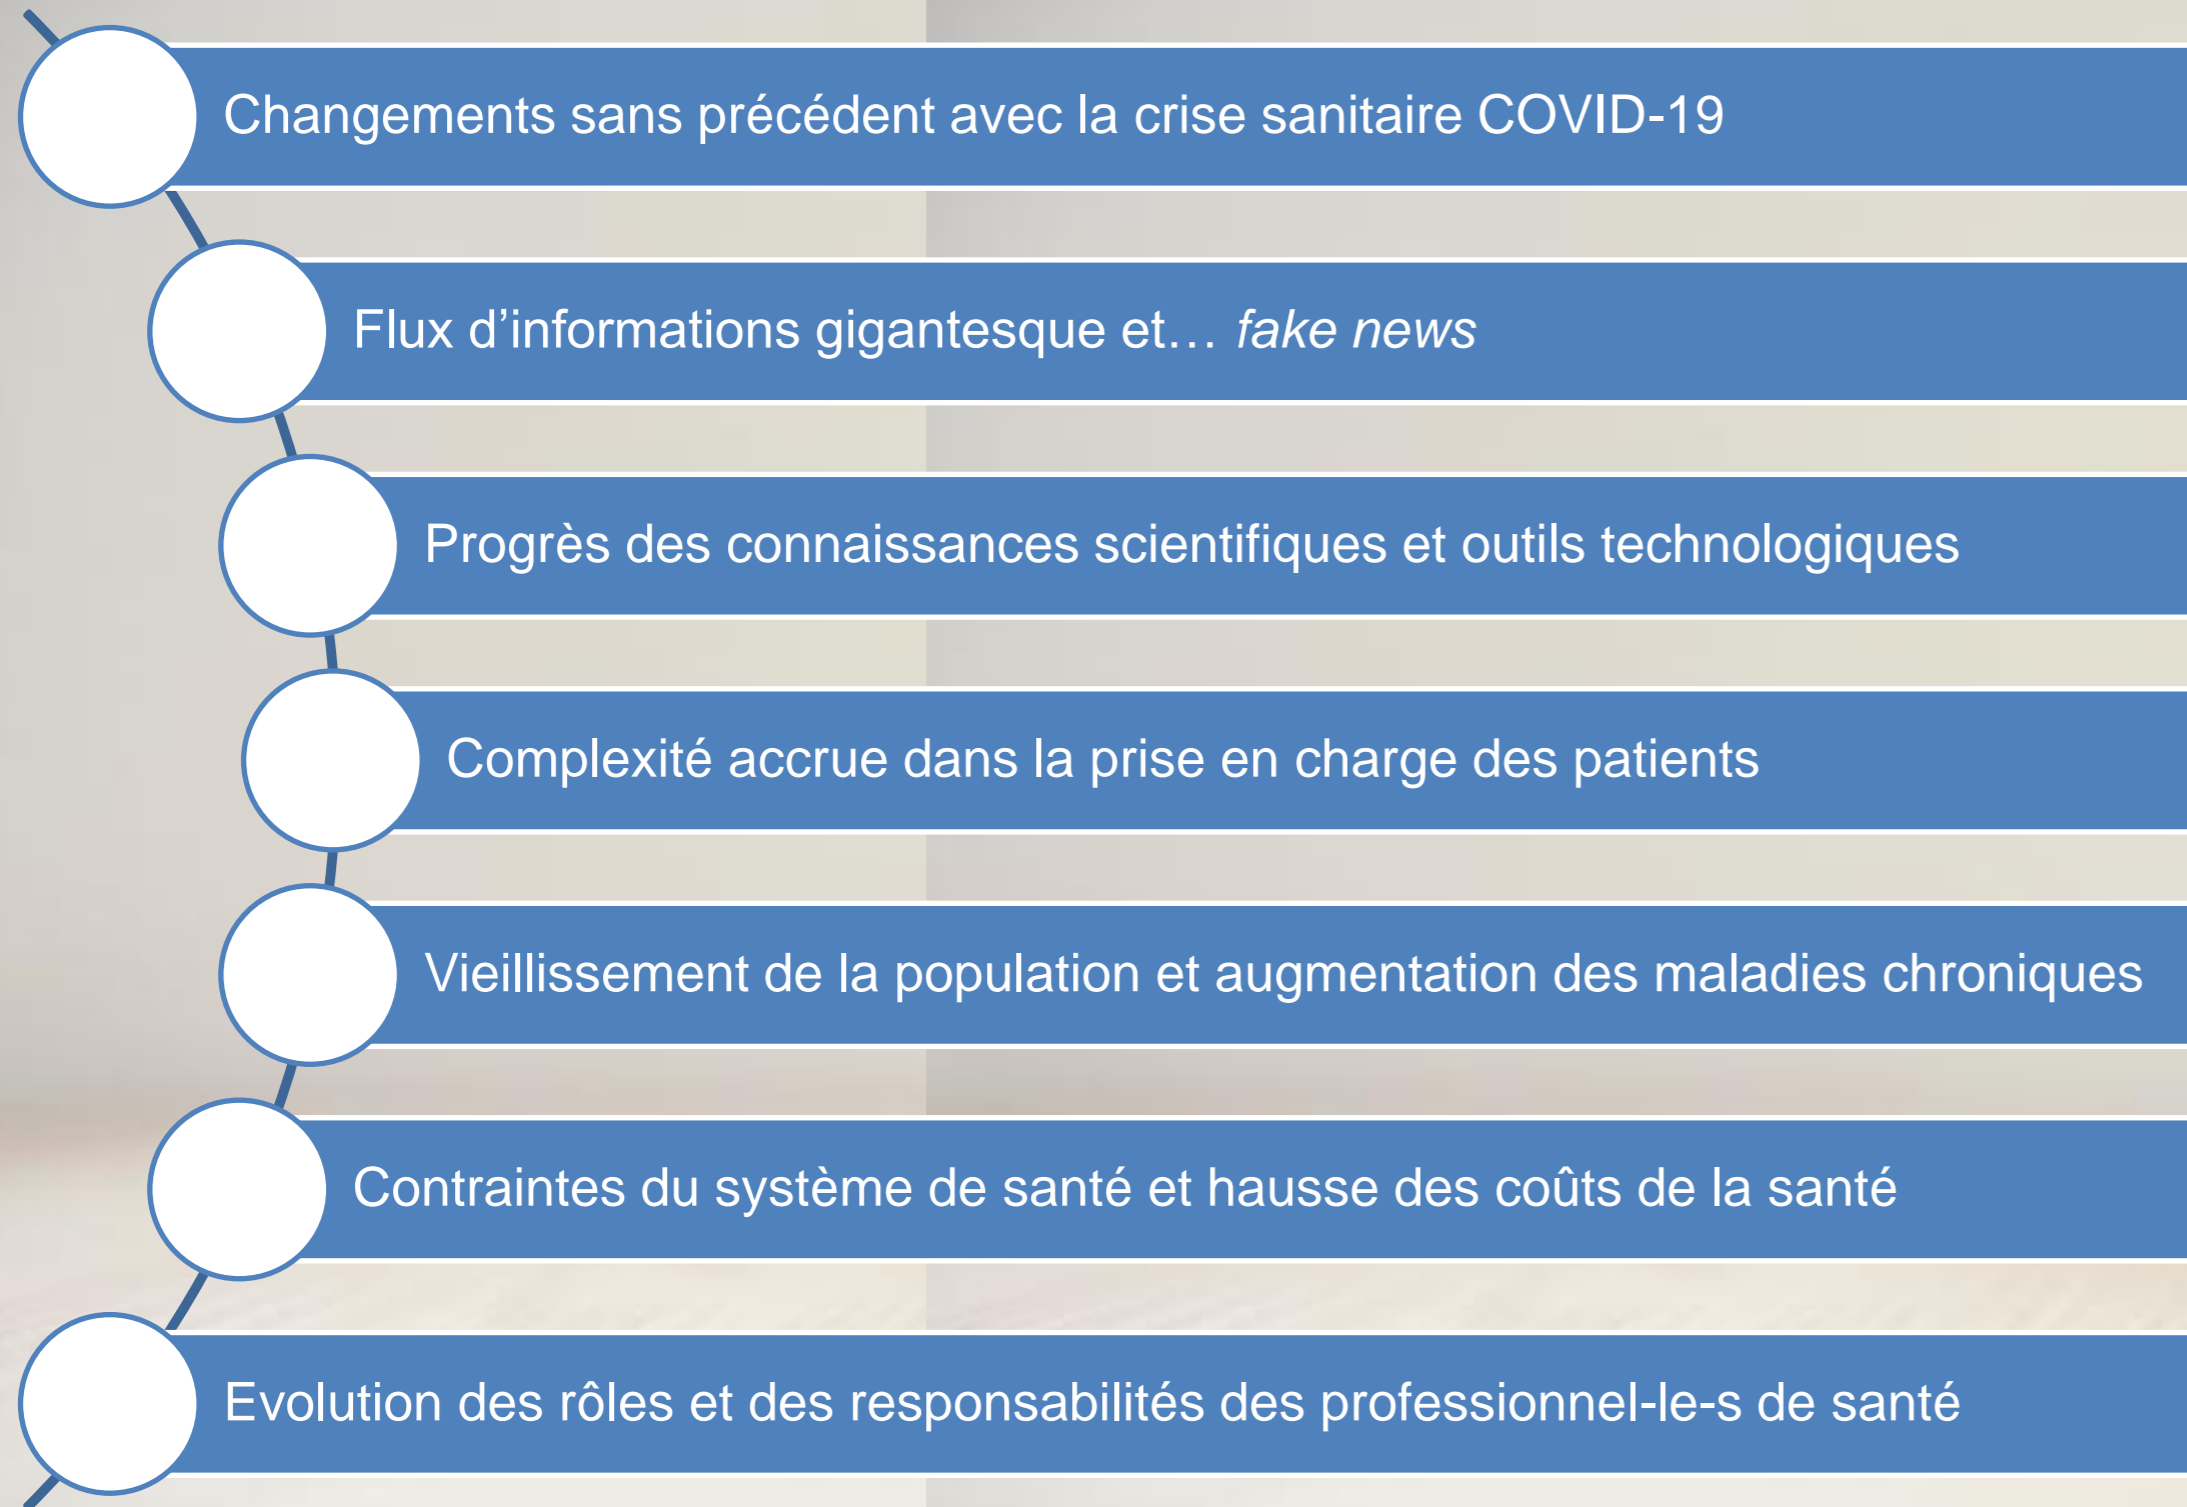 Changements sans précédent avec la crise sanitaire COVID-19
Flux d’informations gigantesque et… fake news
Progrès des connaissances scientifiques et outils technologiques
Complexité accrue dans la prise en charge des patients
Vieillissement de la population et augmentation des maladies chroniques
Contraintes du système de santé et hausse des coûts de la santé
Evolution des rôles et des responsabilités des professionnel-le-s de santé